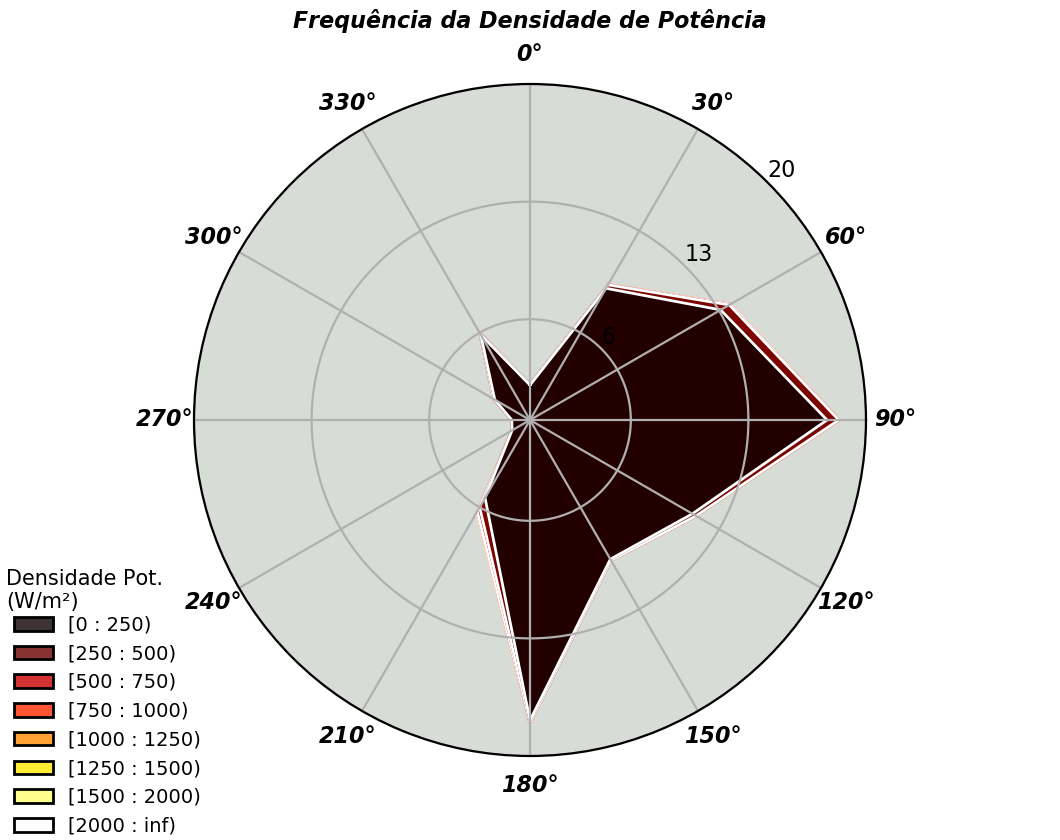 Frequência da Densidade de Potência
0°
330°
30°
20
300°
60°
13
6
270°
90°
240°
120°
210°
150°
180°
Densidade Pot.
(W/m²)
[0 : 250)
[250 : 500)
[500 : 750)
[750 : 1000)
[1000 : 1250)
[1250 : 1500)
[1500 : 2000)
[2000 : inf)